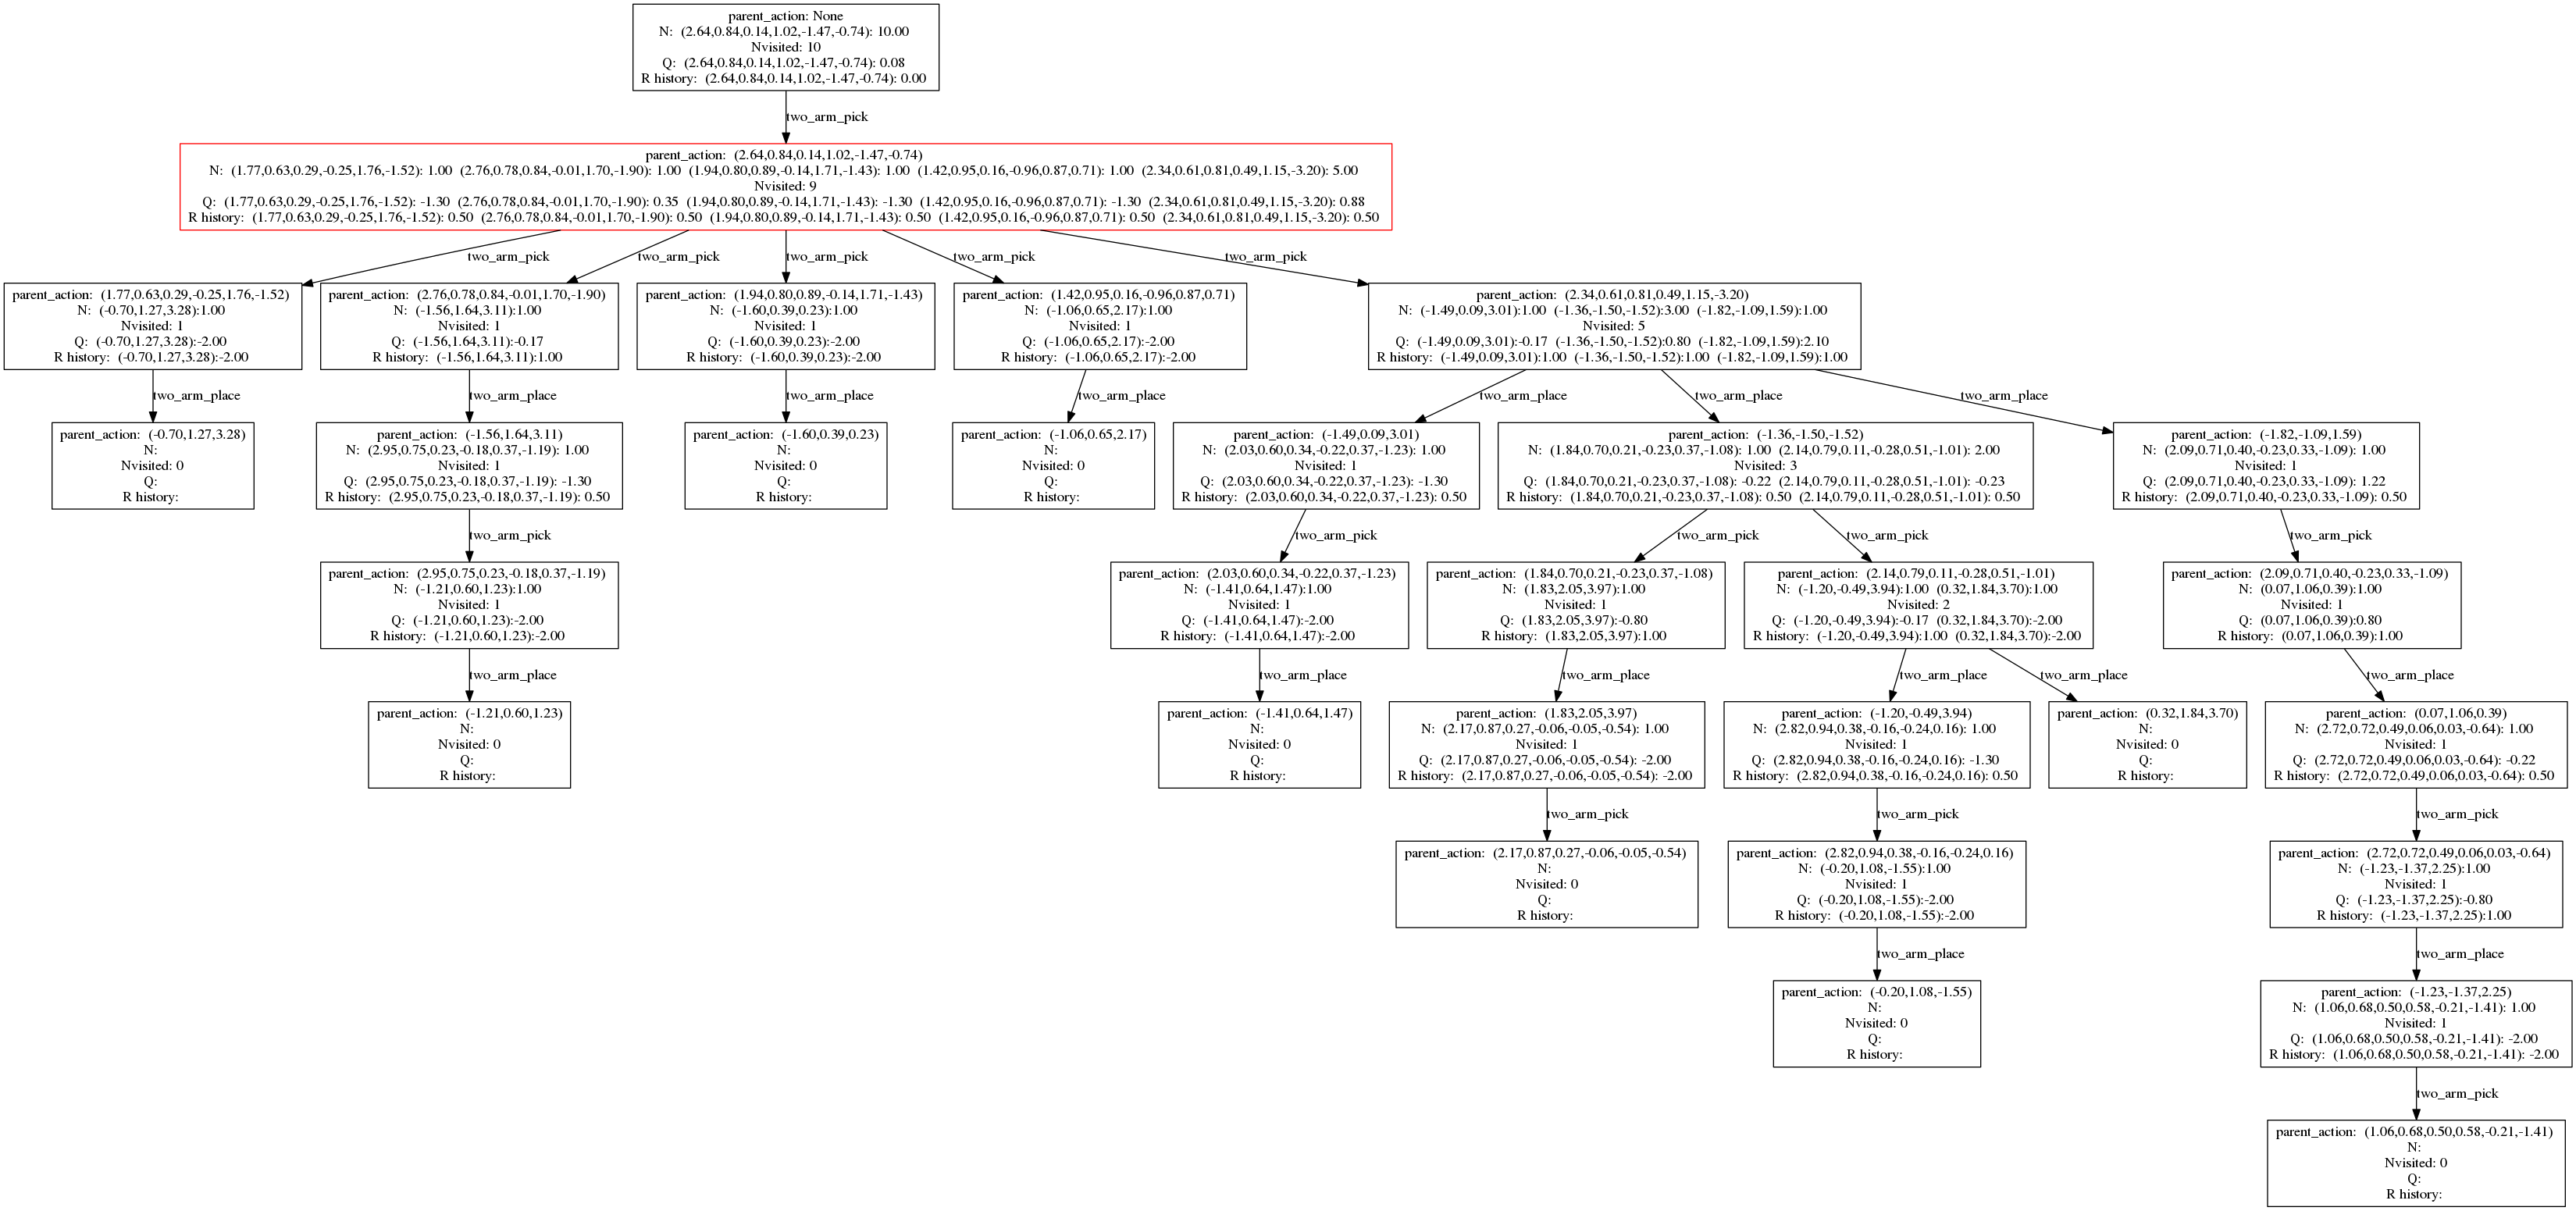 parent_action: None
N: (2.64,0.84,0.14,1.02,-1.47,-0.74): 10.00
Nvisited: 10
Q: (2.64,0.84,0.14,1.02,-1.47,-0.74): 0.08
R history: (2.64,0.84,0.14,1.02,-1.47,-0.74): 0.00
two_arm_pick
parent_action: (2.64,0.84,0.14,1.02,-1.47,-0.74)
N: (1.77,0.63,0.29,-0.25,1.76,-1.52): 1.00 (2.76,0.78,0.84,-0.01,1.70,-1.90): 1.00 (1.94,0.80,0.89,-0.14,1.71,-1.43): 1.00 (1.42,0.95,0.16,-0.96,0.87,0.71): 1.00 (2.34,0.61,0.81,0.49,1.15,-3.20): 5.00
Nvisited: 9
Q: (1.77,0.63,0.29,-0.25,1.76,-1.52): -1.30 (2.76,0.78,0.84,-0.01,1.70,-1.90): 0.35 (1.94,0.80,0.89,-0.14,1.71,-1.43): -1.30 (1.42,0.95,0.16,-0.96,0.87,0.71): -1.30 (2.34,0.61,0.81,0.49,1.15,-3.20): 0.88
R history: (1.77,0.63,0.29,-0.25,1.76,-1.52): 0.50 (2.76,0.78,0.84,-0.01,1.70,-1.90): 0.50 (1.94,0.80,0.89,-0.14,1.71,-1.43): 0.50 (1.42,0.95,0.16,-0.96,0.87,0.71): 0.50 (2.34,0.61,0.81,0.49,1.15,-3.20): 0.50
two_arm_pick
two_arm_pick
two_arm_pick
two_arm_pick
two_arm_pick
parent_action: (1.77,0.63,0.29,-0.25,1.76,-1.52)
N: (-0.70,1.27,3.28):1.00
Nvisited: 1
Q: (-0.70,1.27,3.28):-2.00
R history: (-0.70,1.27,3.28):-2.00
parent_action: (2.76,0.78,0.84,-0.01,1.70,-1.90)
N: (-1.56,1.64,3.11):1.00
Nvisited: 1
Q: (-1.56,1.64,3.11):-0.17
R history: (-1.56,1.64,3.11):1.00
parent_action: (1.94,0.80,0.89,-0.14,1.71,-1.43)
N: (-1.60,0.39,0.23):1.00
Nvisited: 1
Q: (-1.60,0.39,0.23):-2.00
R history: (-1.60,0.39,0.23):-2.00
parent_action: (1.42,0.95,0.16,-0.96,0.87,0.71)
N: (-1.06,0.65,2.17):1.00
Nvisited: 1
Q: (-1.06,0.65,2.17):-2.00
R history: (-1.06,0.65,2.17):-2.00
parent_action: (2.34,0.61,0.81,0.49,1.15,-3.20)
N: (-1.49,0.09,3.01):1.00 (-1.36,-1.50,-1.52):3.00 (-1.82,-1.09,1.59):1.00
Nvisited: 5
Q: (-1.49,0.09,3.01):-0.17 (-1.36,-1.50,-1.52):0.80 (-1.82,-1.09,1.59):2.10
R history: (-1.49,0.09,3.01):1.00 (-1.36,-1.50,-1.52):1.00 (-1.82,-1.09,1.59):1.00
two_arm_place
two_arm_place
two_arm_place
two_arm_place
two_arm_place
two_arm_place
two_arm_place
parent_action: (-0.70,1.27,3.28)
N:
Nvisited: 0
Q:
R history:
parent_action: (-1.56,1.64,3.11)
N: (2.95,0.75,0.23,-0.18,0.37,-1.19): 1.00
Nvisited: 1
Q: (2.95,0.75,0.23,-0.18,0.37,-1.19): -1.30
R history: (2.95,0.75,0.23,-0.18,0.37,-1.19): 0.50
parent_action: (-1.60,0.39,0.23)
N:
Nvisited: 0
Q:
R history:
parent_action: (-1.06,0.65,2.17)
N:
Nvisited: 0
Q:
R history:
parent_action: (-1.49,0.09,3.01)
N: (2.03,0.60,0.34,-0.22,0.37,-1.23): 1.00
Nvisited: 1
Q: (2.03,0.60,0.34,-0.22,0.37,-1.23): -1.30
R history: (2.03,0.60,0.34,-0.22,0.37,-1.23): 0.50
parent_action: (-1.36,-1.50,-1.52)
N: (1.84,0.70,0.21,-0.23,0.37,-1.08): 1.00 (2.14,0.79,0.11,-0.28,0.51,-1.01): 2.00
Nvisited: 3
Q: (1.84,0.70,0.21,-0.23,0.37,-1.08): -0.22 (2.14,0.79,0.11,-0.28,0.51,-1.01): -0.23
R history: (1.84,0.70,0.21,-0.23,0.37,-1.08): 0.50 (2.14,0.79,0.11,-0.28,0.51,-1.01): 0.50
parent_action: (-1.82,-1.09,1.59)
N: (2.09,0.71,0.40,-0.23,0.33,-1.09): 1.00
Nvisited: 1
Q: (2.09,0.71,0.40,-0.23,0.33,-1.09): 1.22
R history: (2.09,0.71,0.40,-0.23,0.33,-1.09): 0.50
two_arm_pick
two_arm_pick
two_arm_pick
two_arm_pick
two_arm_pick
parent_action: (2.95,0.75,0.23,-0.18,0.37,-1.19)
N: (-1.21,0.60,1.23):1.00
Nvisited: 1
Q: (-1.21,0.60,1.23):-2.00
R history: (-1.21,0.60,1.23):-2.00
parent_action: (2.03,0.60,0.34,-0.22,0.37,-1.23)
N: (-1.41,0.64,1.47):1.00
Nvisited: 1
Q: (-1.41,0.64,1.47):-2.00
R history: (-1.41,0.64,1.47):-2.00
parent_action: (1.84,0.70,0.21,-0.23,0.37,-1.08)
N: (1.83,2.05,3.97):1.00
Nvisited: 1
Q: (1.83,2.05,3.97):-0.80
R history: (1.83,2.05,3.97):1.00
parent_action: (2.14,0.79,0.11,-0.28,0.51,-1.01)
N: (-1.20,-0.49,3.94):1.00 (0.32,1.84,3.70):1.00
Nvisited: 2
Q: (-1.20,-0.49,3.94):-0.17 (0.32,1.84,3.70):-2.00
R history: (-1.20,-0.49,3.94):1.00 (0.32,1.84,3.70):-2.00
parent_action: (2.09,0.71,0.40,-0.23,0.33,-1.09)
N: (0.07,1.06,0.39):1.00
Nvisited: 1
Q: (0.07,1.06,0.39):0.80
R history: (0.07,1.06,0.39):1.00
two_arm_place
two_arm_place
two_arm_place
two_arm_place
two_arm_place
two_arm_place
parent_action: (-1.21,0.60,1.23)
N:
Nvisited: 0
Q:
R history:
parent_action: (-1.41,0.64,1.47)
N:
Nvisited: 0
Q:
R history:
parent_action: (1.83,2.05,3.97)
N: (2.17,0.87,0.27,-0.06,-0.05,-0.54): 1.00
Nvisited: 1
Q: (2.17,0.87,0.27,-0.06,-0.05,-0.54): -2.00
R history: (2.17,0.87,0.27,-0.06,-0.05,-0.54): -2.00
parent_action: (-1.20,-0.49,3.94)
N: (2.82,0.94,0.38,-0.16,-0.24,0.16): 1.00
Nvisited: 1
Q: (2.82,0.94,0.38,-0.16,-0.24,0.16): -1.30
R history: (2.82,0.94,0.38,-0.16,-0.24,0.16): 0.50
parent_action: (0.32,1.84,3.70)
N:
Nvisited: 0
Q:
R history:
parent_action: (0.07,1.06,0.39)
N: (2.72,0.72,0.49,0.06,0.03,-0.64): 1.00
Nvisited: 1
Q: (2.72,0.72,0.49,0.06,0.03,-0.64): -0.22
R history: (2.72,0.72,0.49,0.06,0.03,-0.64): 0.50
two_arm_pick
two_arm_pick
two_arm_pick
parent_action: (2.17,0.87,0.27,-0.06,-0.05,-0.54)
N:
Nvisited: 0
Q:
R history:
parent_action: (2.82,0.94,0.38,-0.16,-0.24,0.16)
N: (-0.20,1.08,-1.55):1.00
Nvisited: 1
Q: (-0.20,1.08,-1.55):-2.00
R history: (-0.20,1.08,-1.55):-2.00
parent_action: (2.72,0.72,0.49,0.06,0.03,-0.64)
N: (-1.23,-1.37,2.25):1.00
Nvisited: 1
Q: (-1.23,-1.37,2.25):-0.80
R history: (-1.23,-1.37,2.25):1.00
two_arm_place
two_arm_place
parent_action: (-0.20,1.08,-1.55)
N:
Nvisited: 0
Q:
R history:
parent_action: (-1.23,-1.37,2.25)
N: (1.06,0.68,0.50,0.58,-0.21,-1.41): 1.00
Nvisited: 1
Q: (1.06,0.68,0.50,0.58,-0.21,-1.41): -2.00
R history: (1.06,0.68,0.50,0.58,-0.21,-1.41): -2.00
two_arm_pick
parent_action: (1.06,0.68,0.50,0.58,-0.21,-1.41)
N:
Nvisited: 0
Q:
R history: